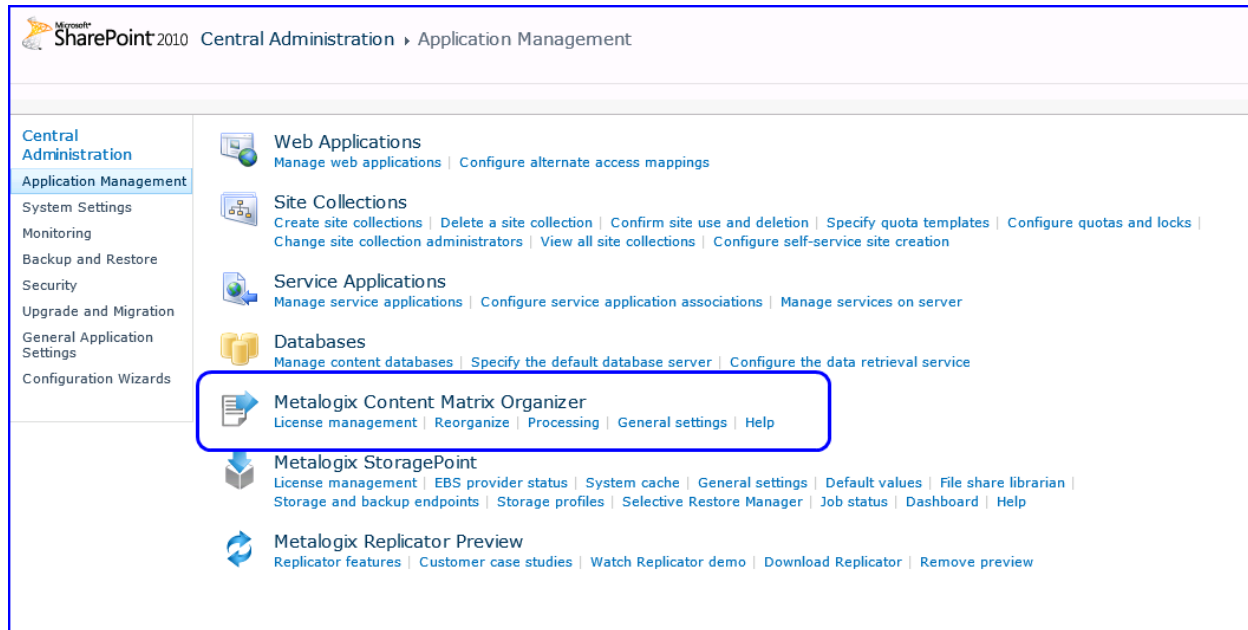 Microsoft
SharePoint 2010 Central Administration ▸ Application Management
Central
Administration
Application Management
System Settings
Monitoring
Backup and Restore
Security
Upgrade and Migration
General Application
Settings
Configuration Wizards
Web Applications
Manage web applications | Configure alternate access mappings
Site Collections
Create site collections | Delete a site collection | Confirm site use and deletion | Specify quota templates | Configure quotas and locks |
Change site collection administrators | View all site collections | Configure self-service site creation
Service Applications
Manage service applications | Configure service application associations | Manage services on server
Databases
Manage content databases | Specify the default database server | Configure the data retrieval service
Metalogix Content Matrix Organizer
License management | Reorganize | Processing | General settings | Help
Metalogix StoragePoint
License management | EBS provider status | System cache | General settings | Default values | File share librarian |
Storage and backup endpoints | Storage profiles | Selective Restore Manager | Job status | Dashboard | Help
Metalogix Replicator Preview
Replicator features | Customer case studies | Watch Replicator demo | Download Replicator | Remove preview